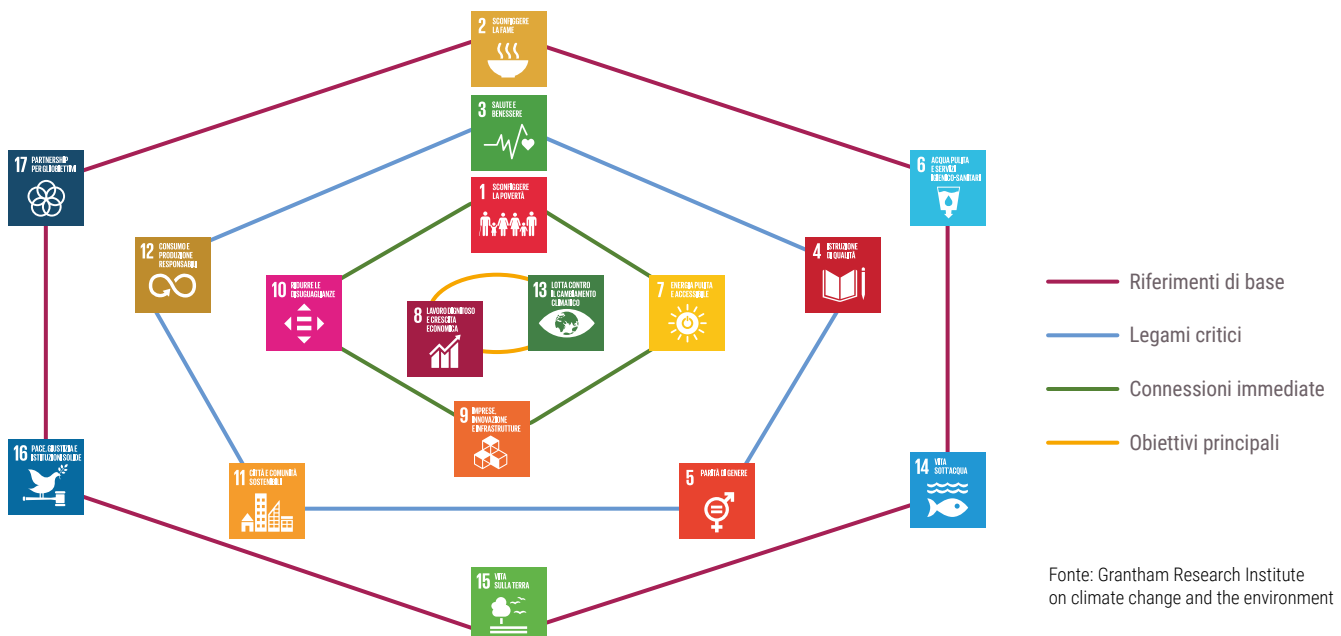 2 SCONFIGGERE
LA FAME
3 SALUTE E
BENESSERE
17 PARTNERSHIP
PER GLI OBIETTIVI
6 ACQUA PULITA
E SERVIZI
IGIENICO-SANITARI
1 SCONFIGGERE
LA POVERTÀ
12 CONSUMO E
PRODUZIONE
RESPONSABILI
4 ISTRUZIONE
DI QUALITÀ
10 RIDURRE LE
DISUGUAGLIANZE
13 LOTTA CONTRO
IL CAMBIAMENTO
CLIMATICO
7 ENERGIA PULITA
E ACCESSIBILE
8 LAVORO DIGNITOSO
E CRESCITA
ECONOMICA
9 IMPRESE,
INNOVAZIONE
E INFRASTRUTTURE
16 PACE, GIUSTIZIA E
ISTITUZIONI SOLIDE
11 CITTÀ E COMUNITÀ
SOSTENIBILI
5 PARITÀ DI GENERE
14 VITA
SOTT'ACQUA
15 VITA
SULLA TERRA
Riferimenti di base
Legami critici
Connessioni immediate
Obiettivi principali
Fonte: Grantham Research Institute
on climate change and the environment